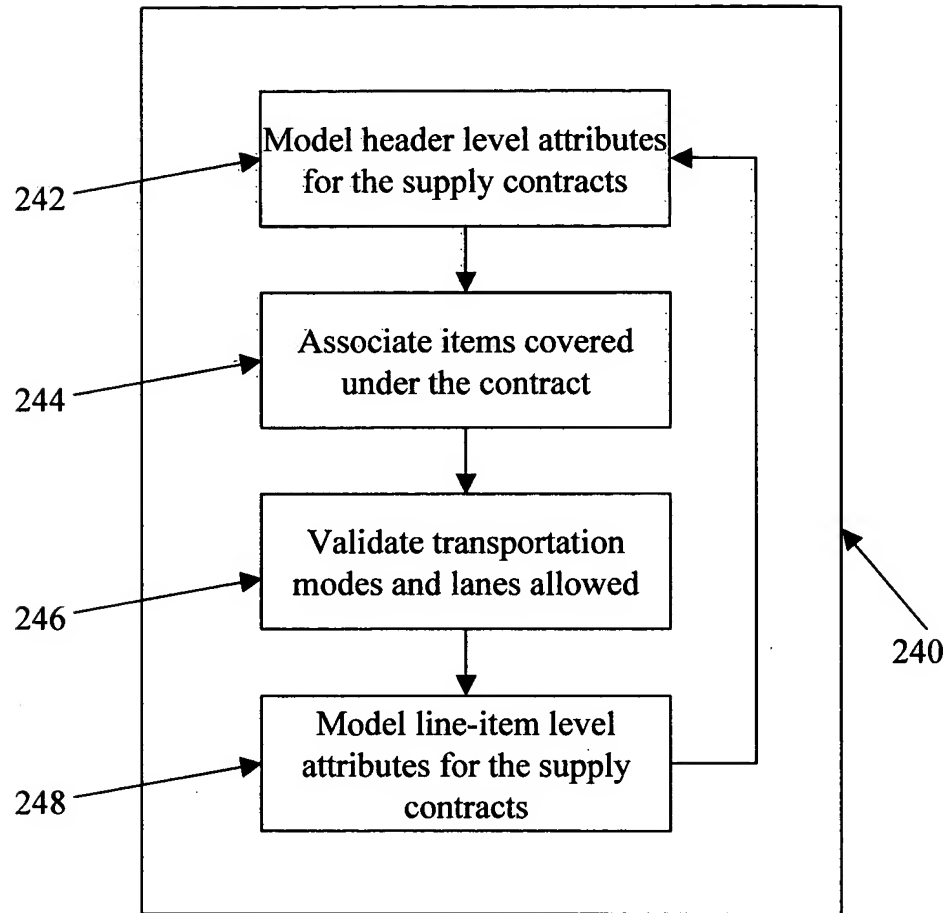 Model header level attributes
for the supply contracts
242
Associate items covered
under the contract
244
Validate transportation
modes and lanes allowed
246
240
Model line-item level
attributes for the supply
contracts
248